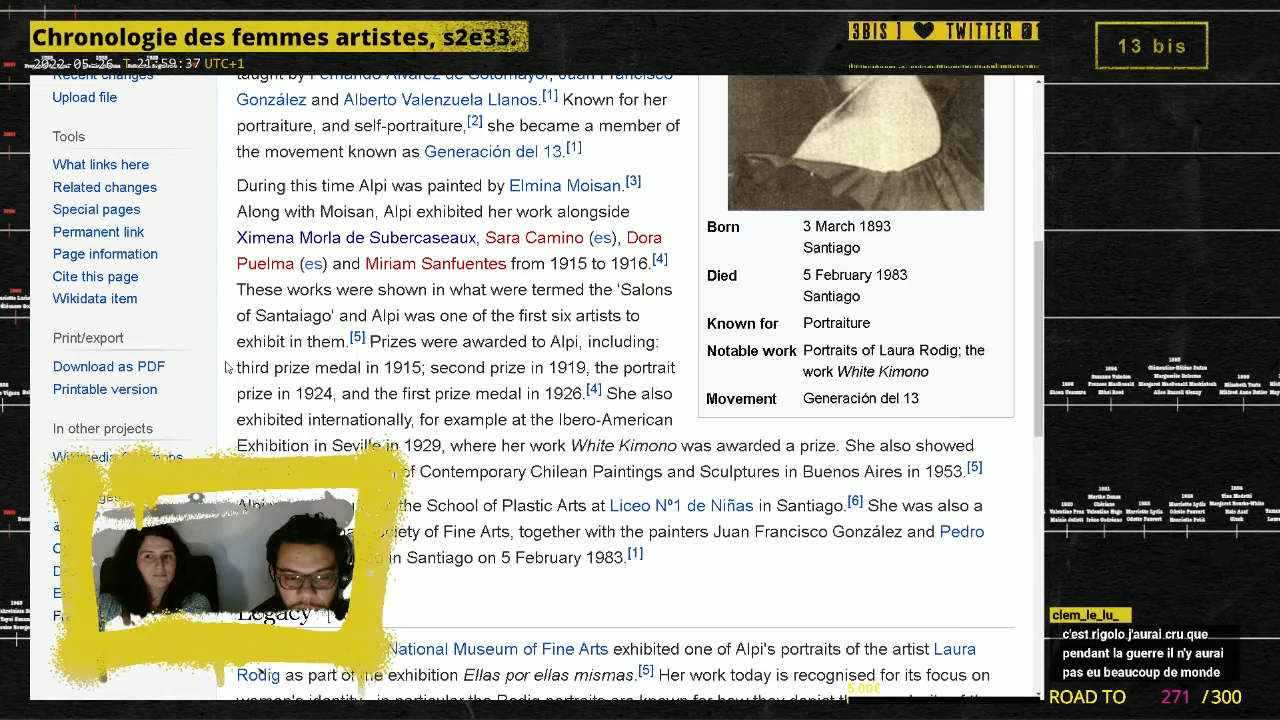 Chronologie des femmes artistes, s2e33.
3BIS ] TWITTER
13 bis
UTC+1
Recent changes
Upload file
Tools
What links here
Related changes
Special pages
Permanent link
Page information
Cite this page
Wikidata item
Print/export
Download as PDF
Printable version
In other projects
Wikimedia Commons
taught by Fernando Álvarez de Sotomayor, Juan Francisco
González and Alberto Valenzuela Llanos.[1] Known for her
portraiture, and self-portraiture,[2] she became a member of
the movement known as Generación del 13.[1]
During this time Alpi was painted by Elmina Moisan.[3]
Along with Moisan, Alpi exhibited her work alongside
Ximena Morla de Subercaseaux, Sara Camino (es), Dora
Puelma (es) and Miriam Sanfuentes from 1915 to 1916.[4]
These works were shown in what were termed the 'Salons
of Santaiago' and Alpi was one of the first six artists to
exhibit in them.[5] Prizes were awarded to Alpi, including:
third prize medal in 1915; second prize in 1919, the portrait
prize in 1924, and the first prize medal in 1926.[4] She also
exhibited internationally, for example at the Ibero-American
Exhibition in Seville in 1929, where her work White Kimono was awarded a prize. She also showed
of Contemporary Chilean Paintings and Sculptures in Buenos Aires in 1953.[5]
the School of Plastic Arts at Liceo Nº1 de Niñas in Santiago.[6] She was also a
of Fine Arts, together with the painters Juan Francisco González and Pedro
in Santiago on 5 February 1983.[1]
Legacy
National Museum of Fine Arts exhibited one of Alpi's portraits of the artist Laura
Rodig as part of the exhibition Ellas por ellas mismas.[5] Her work today is recognised for its focus on
Born 3 March 1893
Santiago
Died 5 February 1983
Santiago
Known for Portraiture
Notable work Portraits of Laura Rodig; the
work White Kimono
Movement Generación del 13
clem_le_lu_
c'est rigolo j'aurai cru que
pendant la guerre il n'y aurai
pas eu beaucoup de monde
5,00€
ROAD TO 271 /300